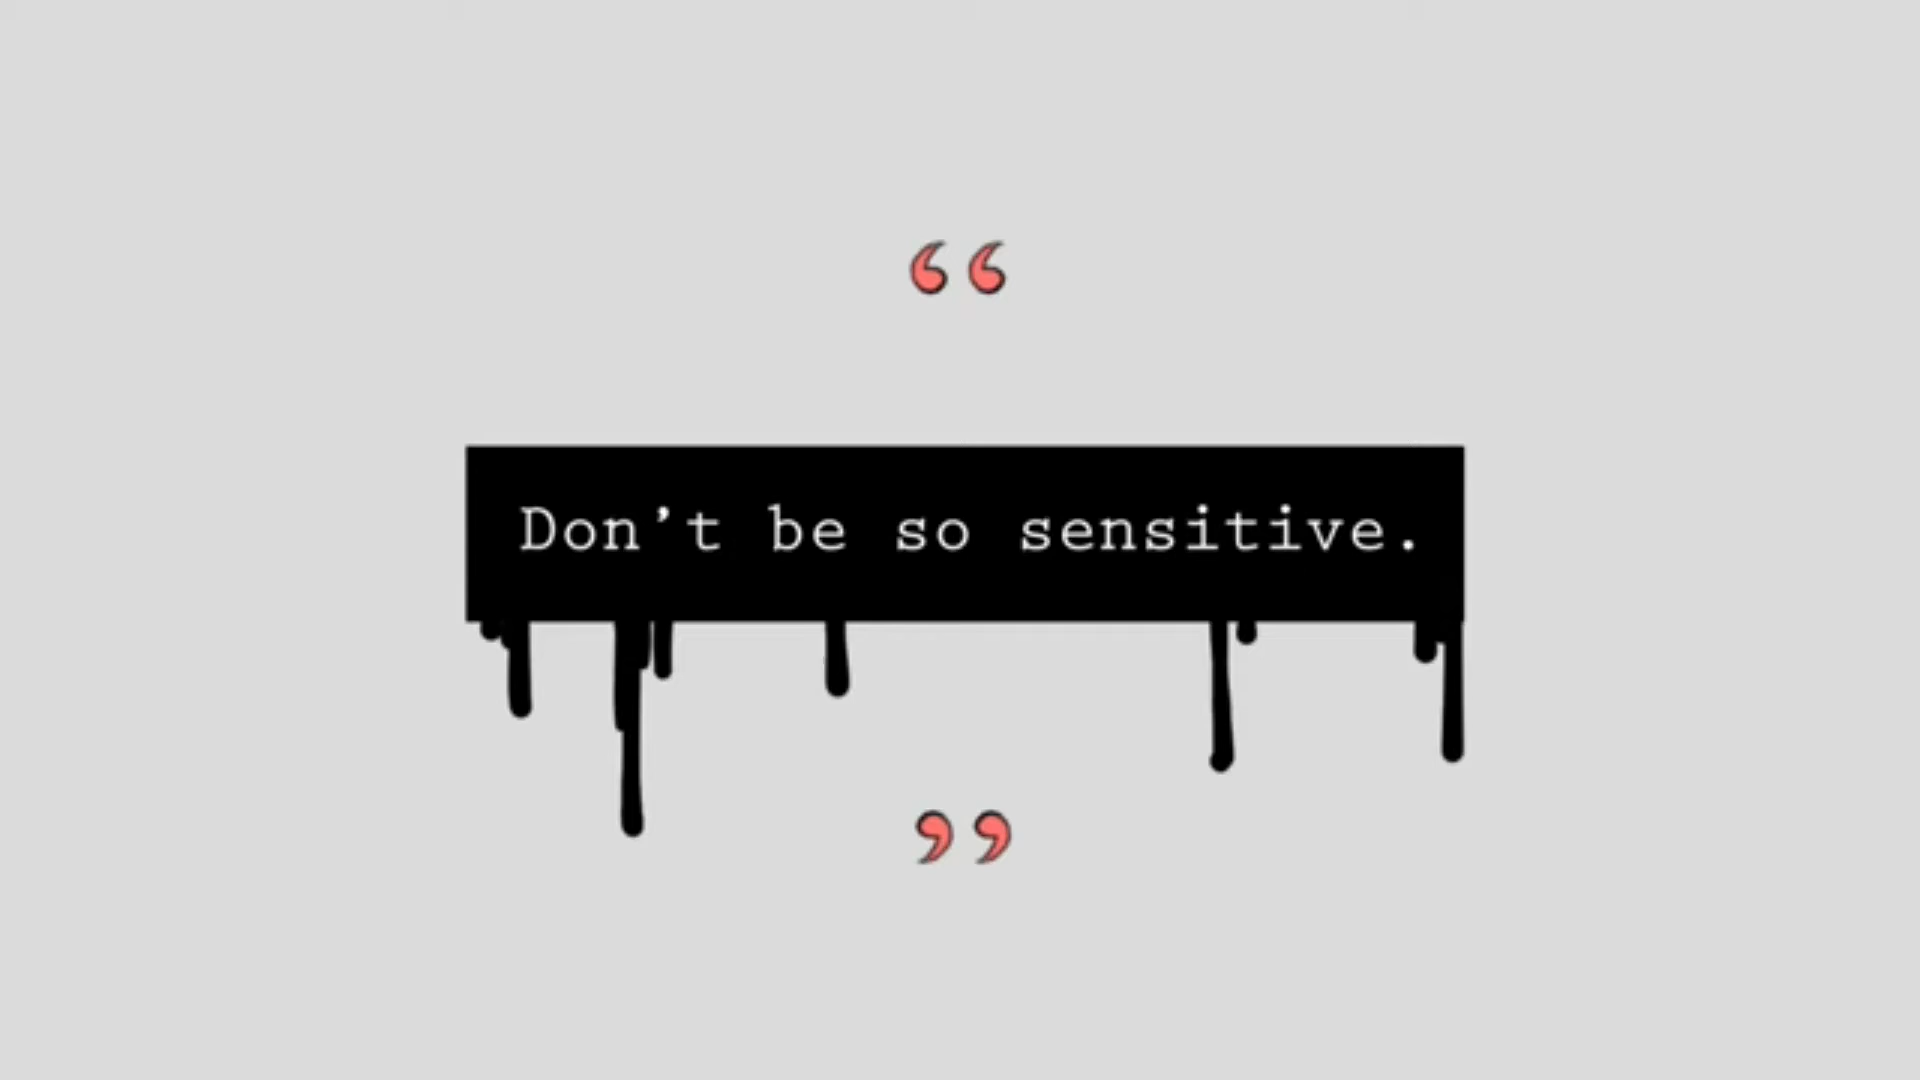 “
Don’t be so sensitive.
”